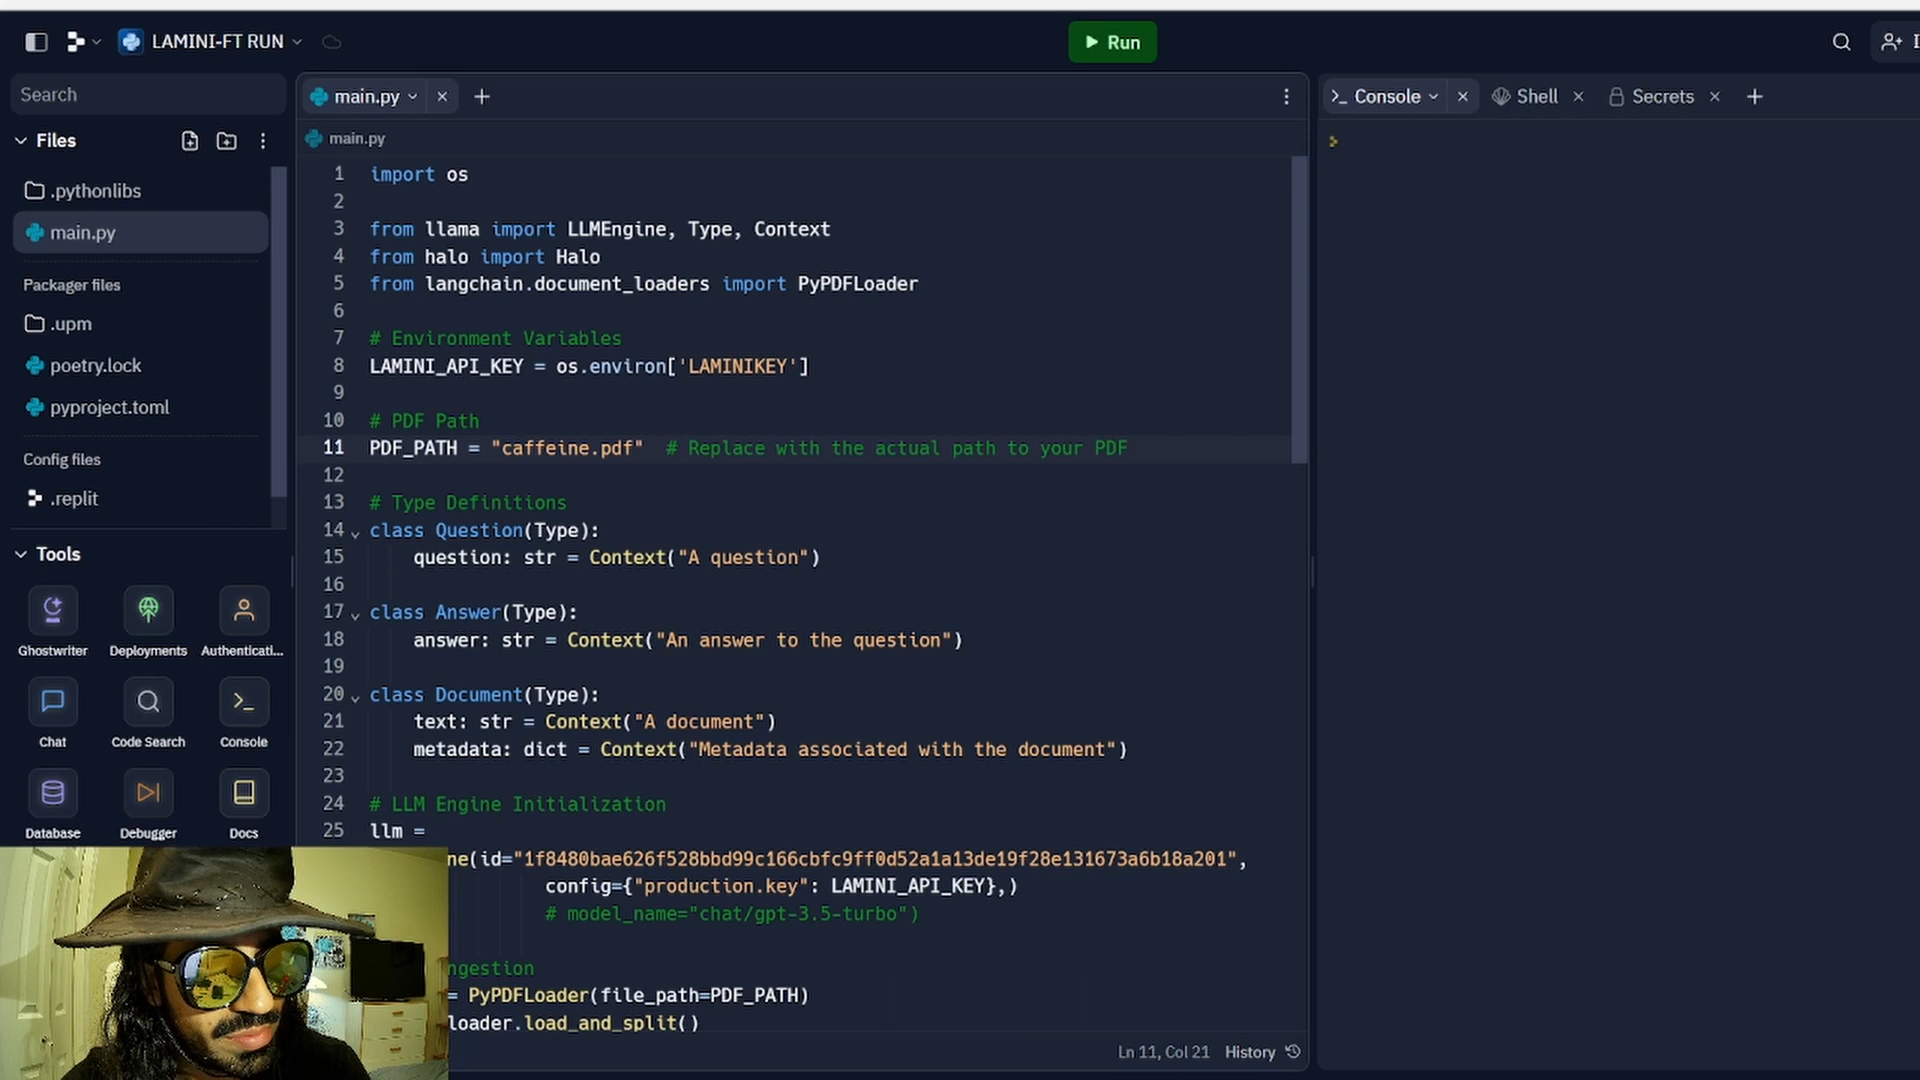 LAMINI-FT RUN
Run
Search
Files
.pythonlibs
main.py
Packager files
.upm
poetry.lock
pyproject.toml
Config files
.replit
Tools
Ghostwriter
Deployments
Authenticati...
Chat
Code Search
Console
Database
Debugger
Docs
main.py
main.py
1 import os
2
3 from llama import LLMEngine, Type, Context
4 from halo import Halo
5 from langchain.document_loaders import PyPDFLoader
6
7 # Environment Variables
8 LAMINI_API_KEY = os.environ['LAMINIKEY']
9
10 # PDF Path
11 PDF_PATH = "caffeine.pdf"  # Replace with the actual path to your PDF
12
13 # Type Definitions
14 class Question(Type):
15 question: str = Context("A question")
16
17 class Answer(Type):
18 answer: str = Context("An answer to the question")
19
20 class Document(Type):
21 text: str = Context("A document")
22 metadata: dict = Context("Metadata associated with the document")
23
24 # LLM Engine Initialization
25 llm =
ne(id="1f8480bae626f528bbd99c166cbfc9ff0d52a1a13de19f28e131673a6b18a201",
config={"production.key": LAMINI_API_KEY},)
# model_name="chat/gpt-3.5-turbo")
ngestion
= PyPDFLoader(file_path=PDF_PATH)
loader.load_and_split()
Ln 11, Col 21 History
Console
Shell
Secrets